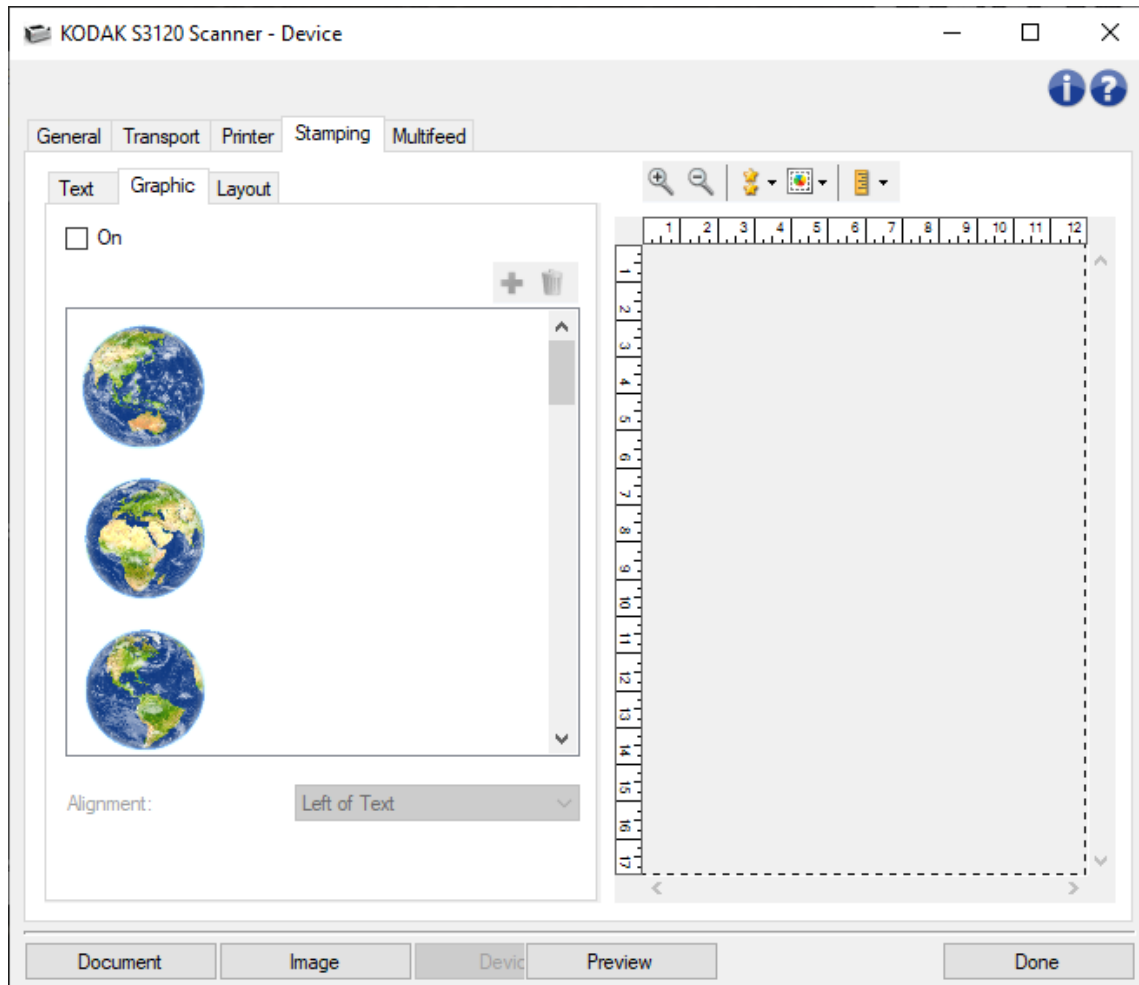 KODAK S3120 Scanner - Device
General Transport Printer Stamping Multifeed
Text Graphic Layout
On
1 2 3 4 5 6 7 8 9 10 11 12
1
2
3
4
5
6
7
8
9
10
11
12
13
14
15
16
17
Alignment: Left of Text
Document Image Devic Preview Done